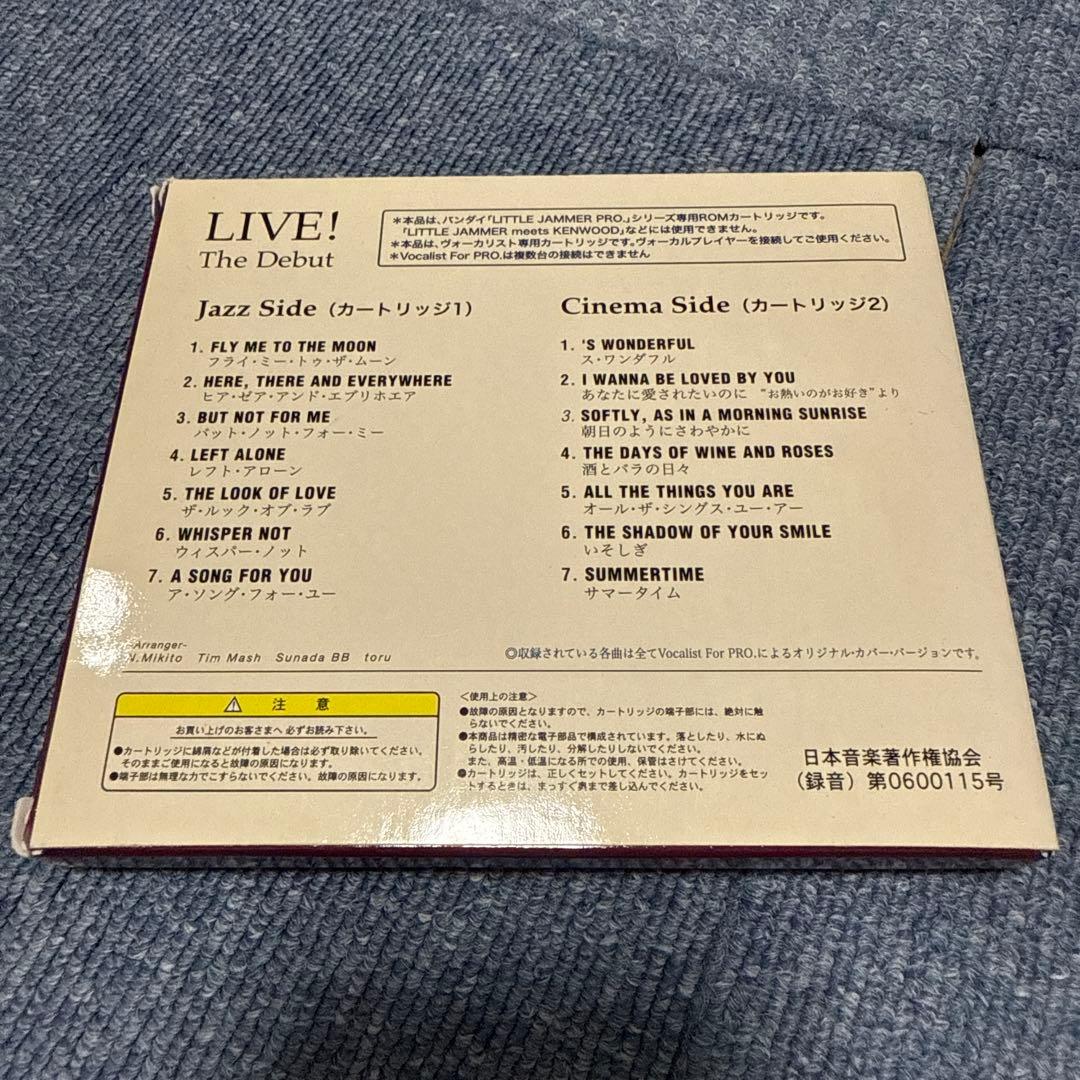 LIVE!
The Debut
＊本品は、バンダイ「LITTLE JAMMER PRO.」シリーズ専用ROMカートリッジです。
「LITTLE JAMMER meets KENWOOD」などには使用できません。
＊本品は、ヴォーカリスト専用カートリッジです。ヴォーカルプレイヤーを接続してご使用ください。
＊Vocalist For PRO.は複数台の接続はできません
Jazz Side（カートリッジ1）
1. FLY ME TO THE MOON
フライ・ミー・トゥ・ザ・ムーン
2. HERE, THERE AND EVERYWHERE
ヒア・ゼア・アンド・エブリホエア
3. BUT NOT FOR ME
バット・ノット・フォー・ミー
4. LEFT ALONE
レフト・アローン
5. THE LOOK OF LOVE
ザ・ルック・オブ・ラブ
6. WHISPER NOT
ウィスパー・ノット
7. A SONG FOR YOU
ア・ソング・フォー・ユー
Cinema Side（カートリッジ2）
1. 'S WONDERFUL
ス・ワンダフル
2. I WANNA BE LOVED BY YOU
あなたに愛されたいのに　“お熱いのがお好き”より
3. SOFTLY, AS IN A MORNING SUNRISE
朝日のようにさわやかに
4. THE DAYS OF WINE AND ROSES
酒とバラの日々
5. ALL THE THINGS YOU ARE
オール・ザ・シングス・ユー・アー
6. THE SHADOW OF YOUR SMILE
いそしぎ
7. SUMMERTIME
サマータイム
-Arranger-
N.Mikito Tim Mash Sunada BB toru
◎収録されている各曲は全てVocalist For PRO.によるオリジナル・カバー・バージョンです。
⚠ 注　意
お買い上げのお客さまへ 必ずお読み下さい。
●カートリッジに綿屑などが付着した場合は必ず取り除いてください。
そのままご使用になると故障の原因になります。
●端子部は無理な力でこすらないでください。故障の原因になります。
＜使用上の注意＞
●故障の原因となりますので、カートリッジの端子部には、絶対に触
らないでください。
●本商品は精密な電子部品で構成されています。落としたり、水にぬ
らしたり、汚したり、分解したりしないでください。
また、高温・低温になる所での使用、保管はさけてください。
●カートリッジは、正しくセットしてください。カートリッジをセッ
トするときは、まっすぐ奥まで差し込んでください。
日本音楽著作権協会
（録音）第0600115号